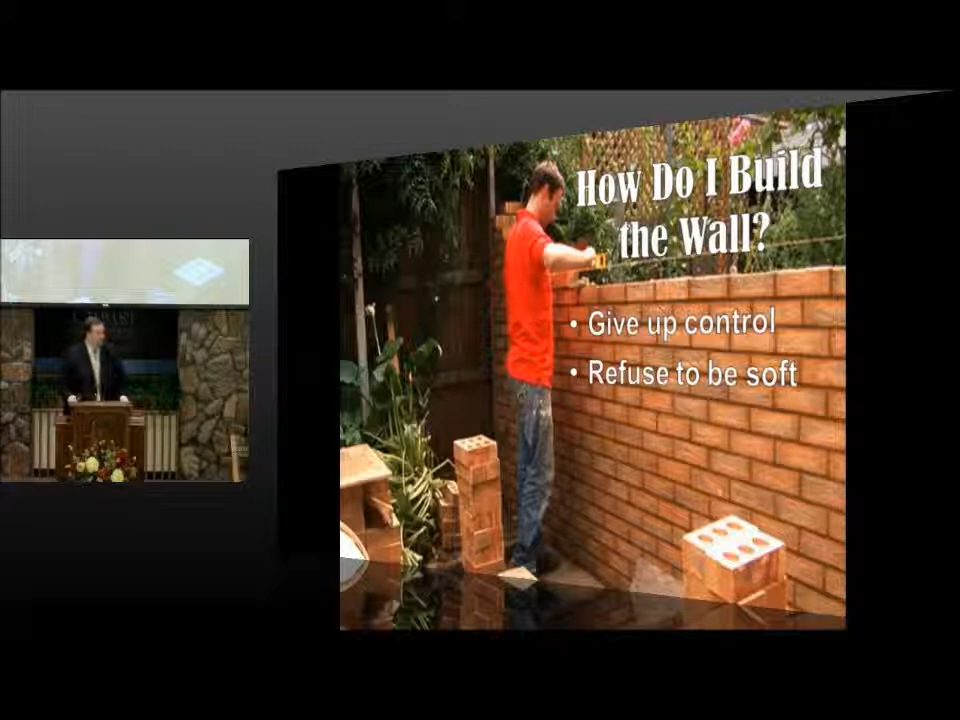 How Do I Build
the Wall?
• Give up control
• Refuse to be soft